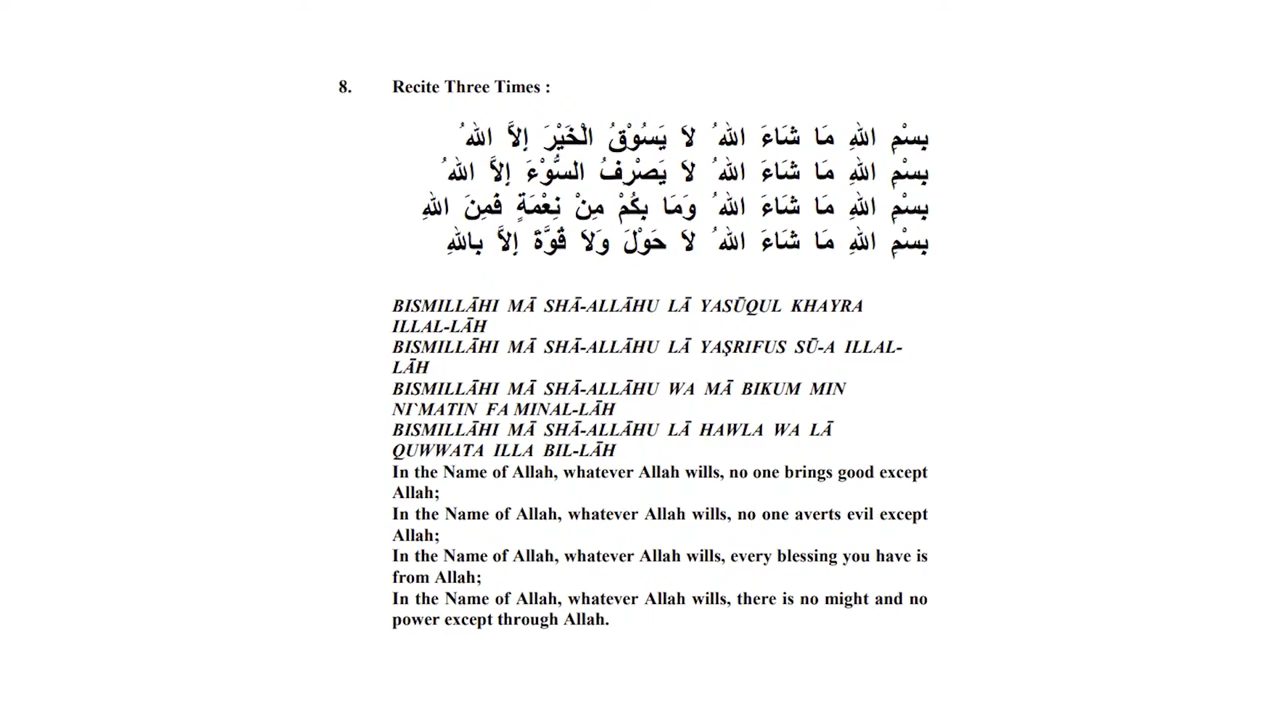 8. Recite Three Times :
بِسْمِ اللهِ مَا شَاءَ اللهُ لاَ يَسُوْقُ الْخَيْرَ إِلاَّ اللهُ
بِسْمِ اللهِ مَا شَاءَ اللهُ لاَ يَصْرِفُ السُّوْءَ إِلاَّ اللهُ
بِسْمِ اللهِ مَا شَاءَ اللهُ وَمَا بِكُمْ مِنْ نِعْمَةٍ فَمِنَ اللهِ
بِسْمِ اللهِ مَا شَاءَ اللهُ لاَ حَوْلَ وَلاَ قُوَّةَ إِلاَّ بِاللهِ
BISMILLĀHI MĀ SHĀ-ALLĀHU LĀ YASŪQUL KHAYRA
ILLAL-LĀH
BISMILLĀHI MĀ SHĀ-ALLĀHU LĀ YAṢRIFUS SŪ-A ILLAL-
LĀH
BISMILLĀHI MĀ SHĀ-ALLĀHU WA MĀ BIKUM MIN
NI`MATIN FA MINAL-LĀH
BISMILLĀHI MĀ SHĀ-ALLĀHU LĀ HAWLA WA LĀ
QUWWATA ILLA BIL-LĀH
In the Name of Allah, whatever Allah wills, no one brings good except
Allah;
In the Name of Allah, whatever Allah wills, no one averts evil except
Allah;
In the Name of Allah, whatever Allah wills, every blessing you have is
from Allah;
In the Name of Allah, whatever Allah wills, there is no might and no
power except through Allah.